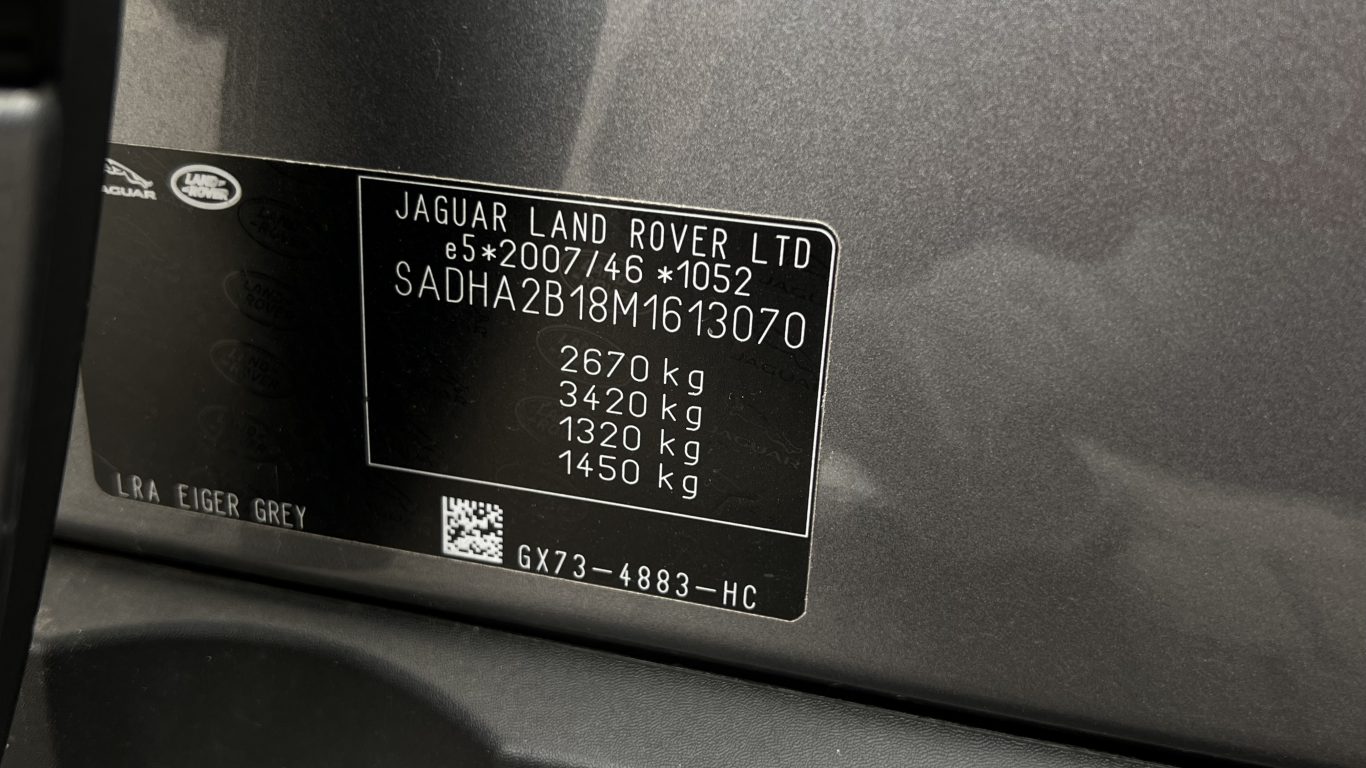 JAGUAR
LAND ROVER
JAGUAR LAND ROVER LTD
e5*2007/46 *1052
SADHA2B18M1613070
2670 kg
3420 kg
1320 kg
1450 kg
LRA EIGER GREY
GX73-4883-HC